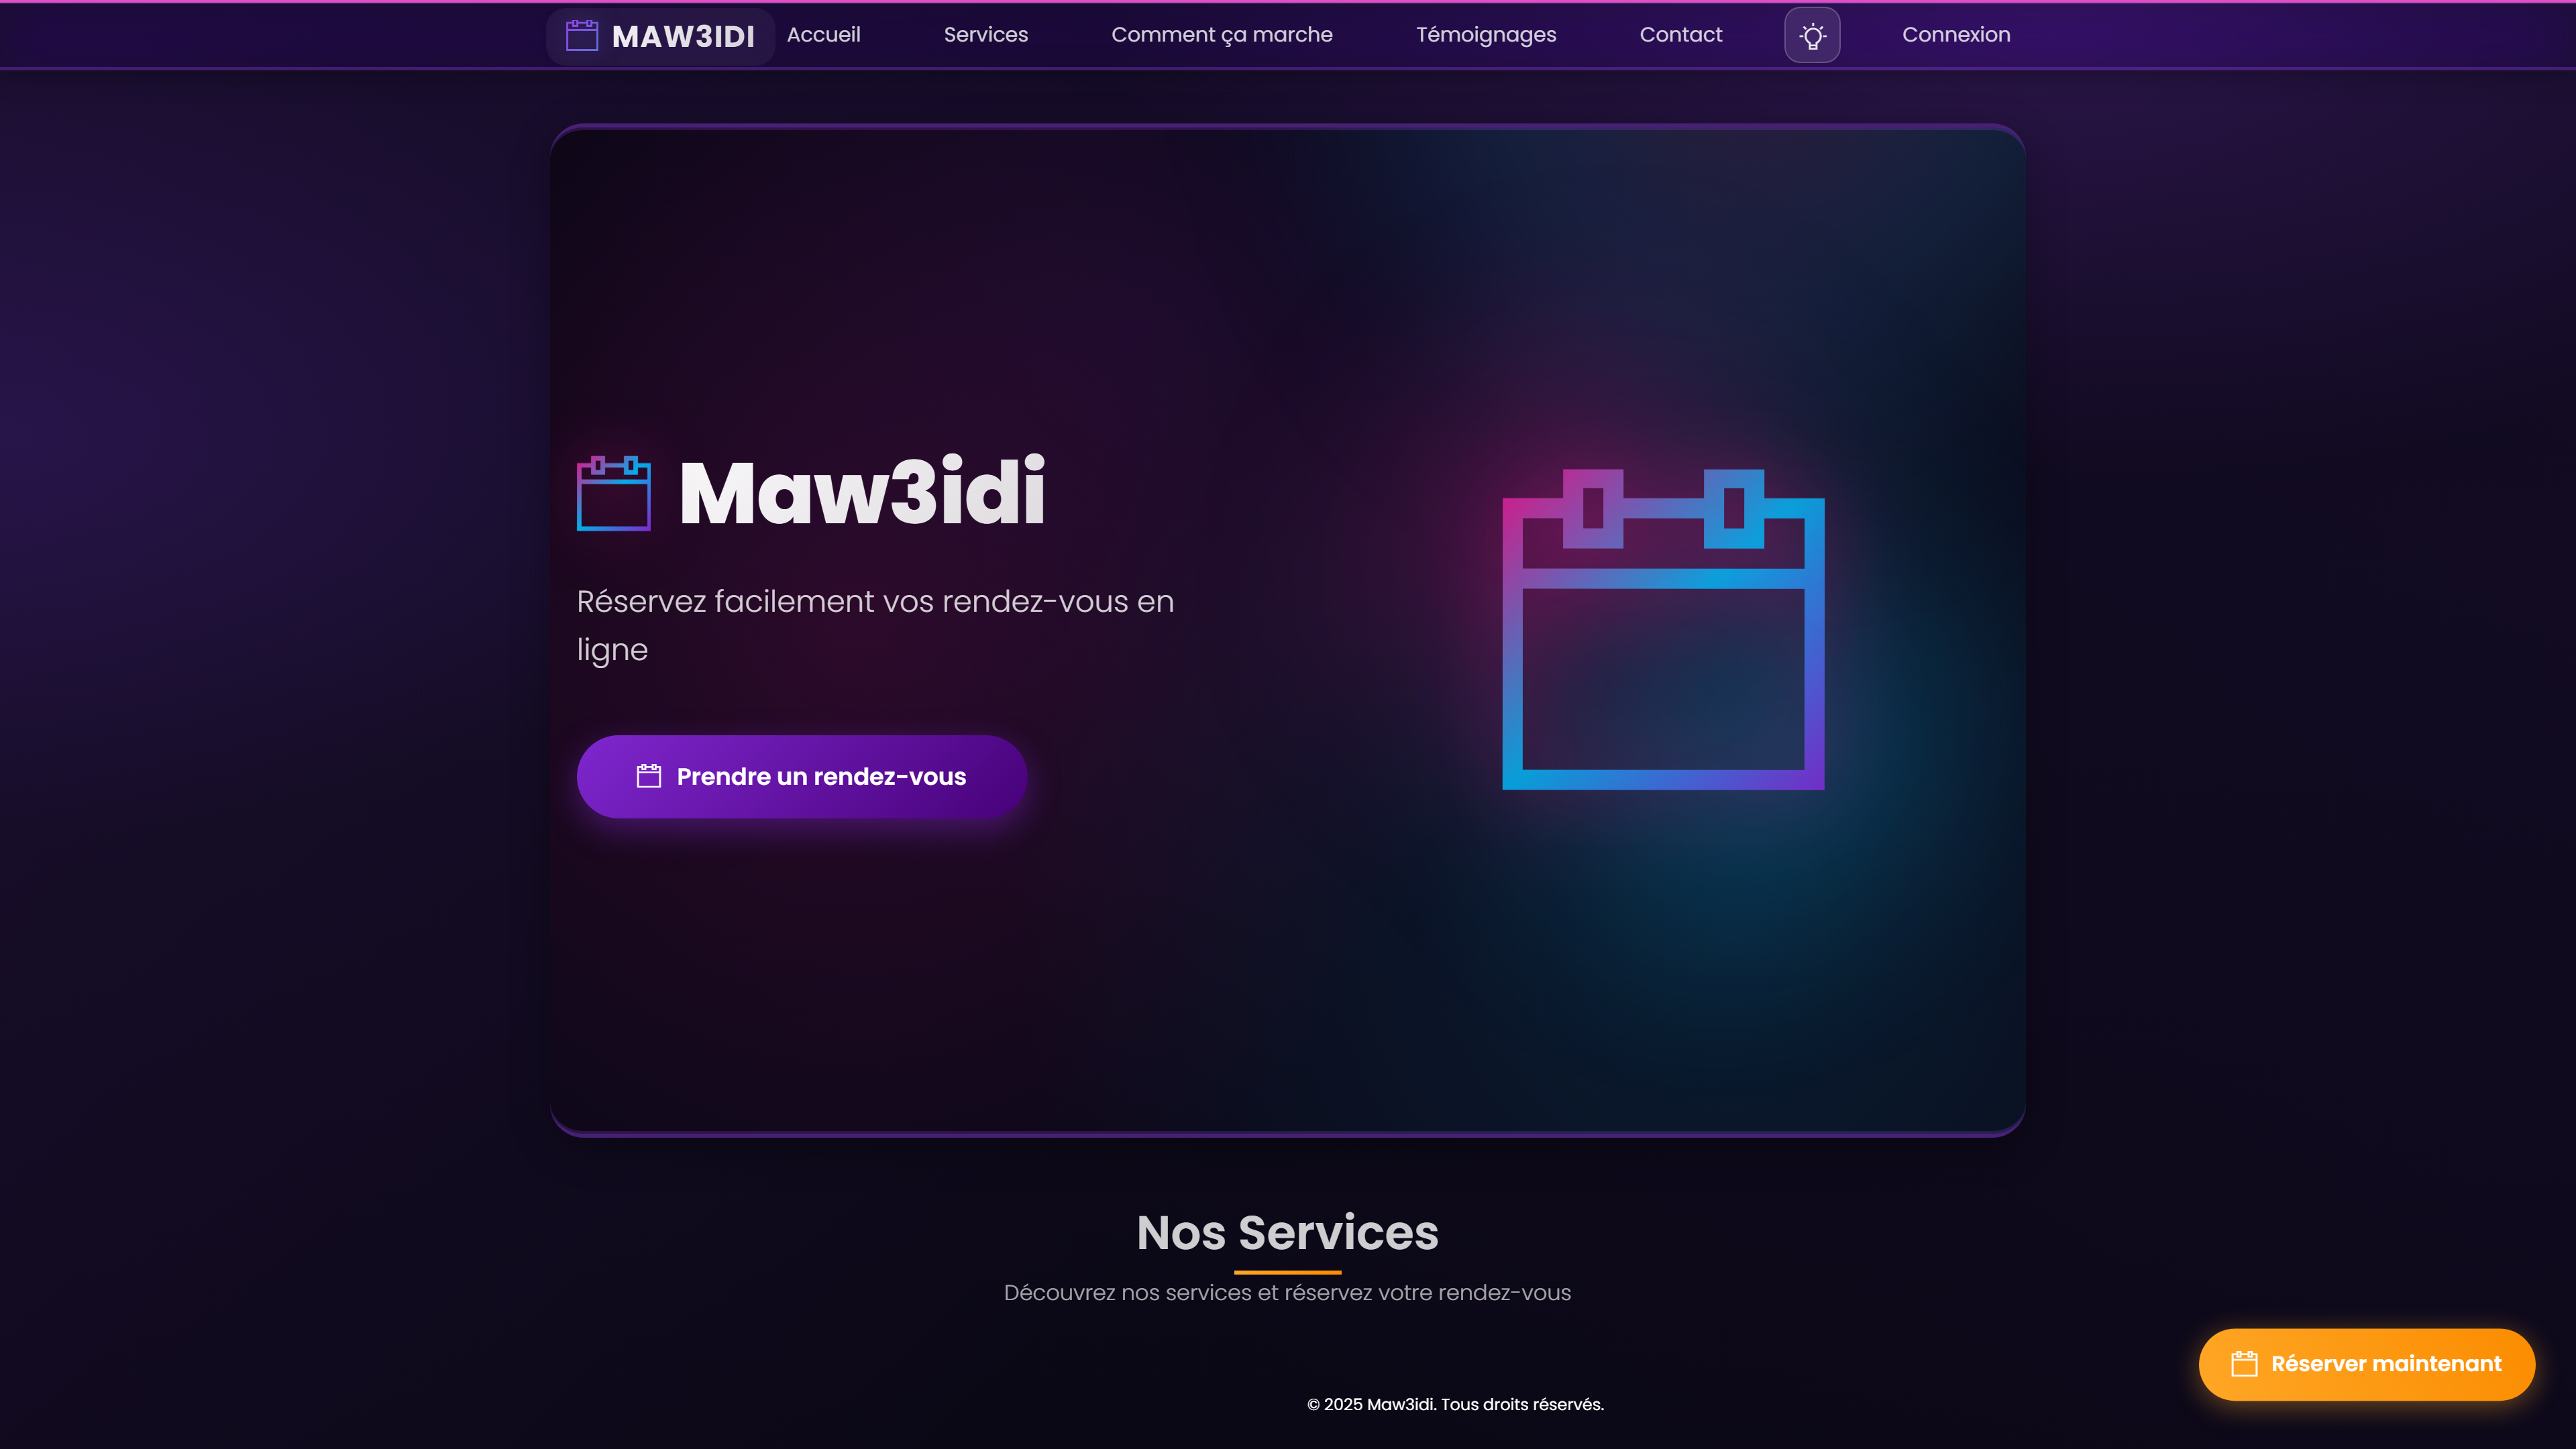 MAW3IDI
Accueil
Services
Comment ça marche
Témoignages
Contact
Connexion
Maw3idi
Réservez facilement vos rendez-vous en
ligne
Prendre un rendez-vous
Nos Services
Découvrez nos services et réservez votre rendez-vous
Réserver maintenant
© 2025 Maw3idi. Tous droits réservés.